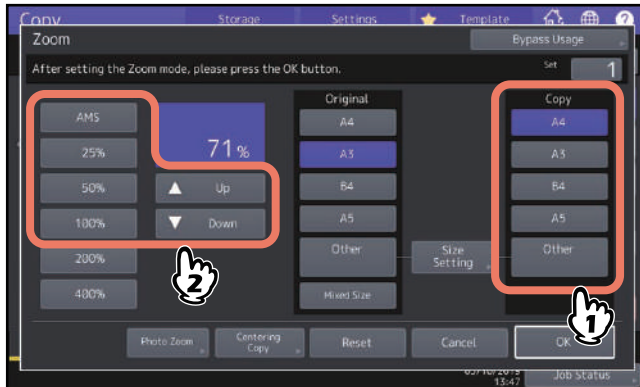 Copy Storage Settings Template
Zoom Bypass Usage
After setting the Zoom mode, please press the OK button. Set 1
Original Copy
AMS A4 A4
25% 71% A3 A3
50% Up B4 B4
100% Down A5 A5
200% Other Size Setting Other
400% Mixed Size
2
1
Photo Zoom Centering Copy Reset Cancel OK
13:47 Job Status